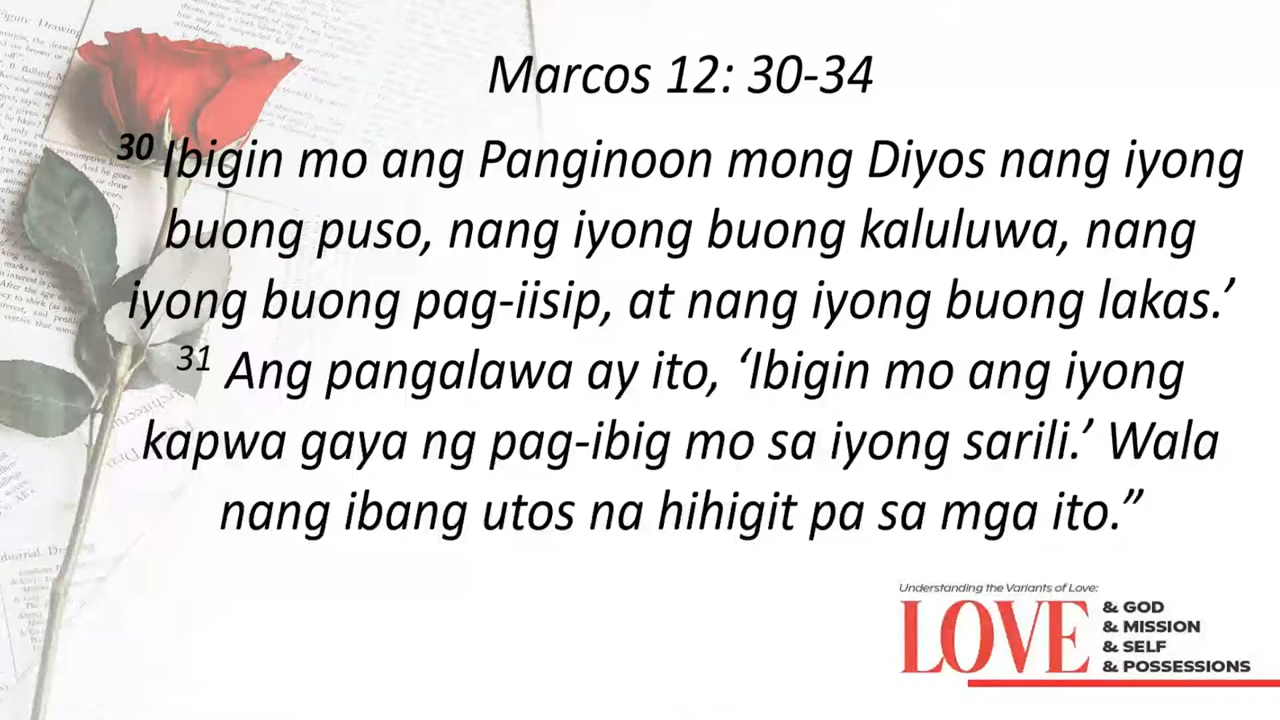 Marcos 12: 30-34
30 Ibigin mo ang Panginoon mong Diyos nang iyong
buong puso, nang iyong buong kaluluwa, nang
iyong buong pag-iisip, at nang iyong buong lakas.’
31 Ang pangalawa ay ito, ‘Ibigin mo ang iyong
kapwa gaya ng pag-ibig mo sa iyong sarili.’ Wala
nang ibang utos na hihigit pa sa mga ito.”
Understanding the Variants of Love:
LOVE
& GOD
& MISSION
& SELF
& POSSESSIONS